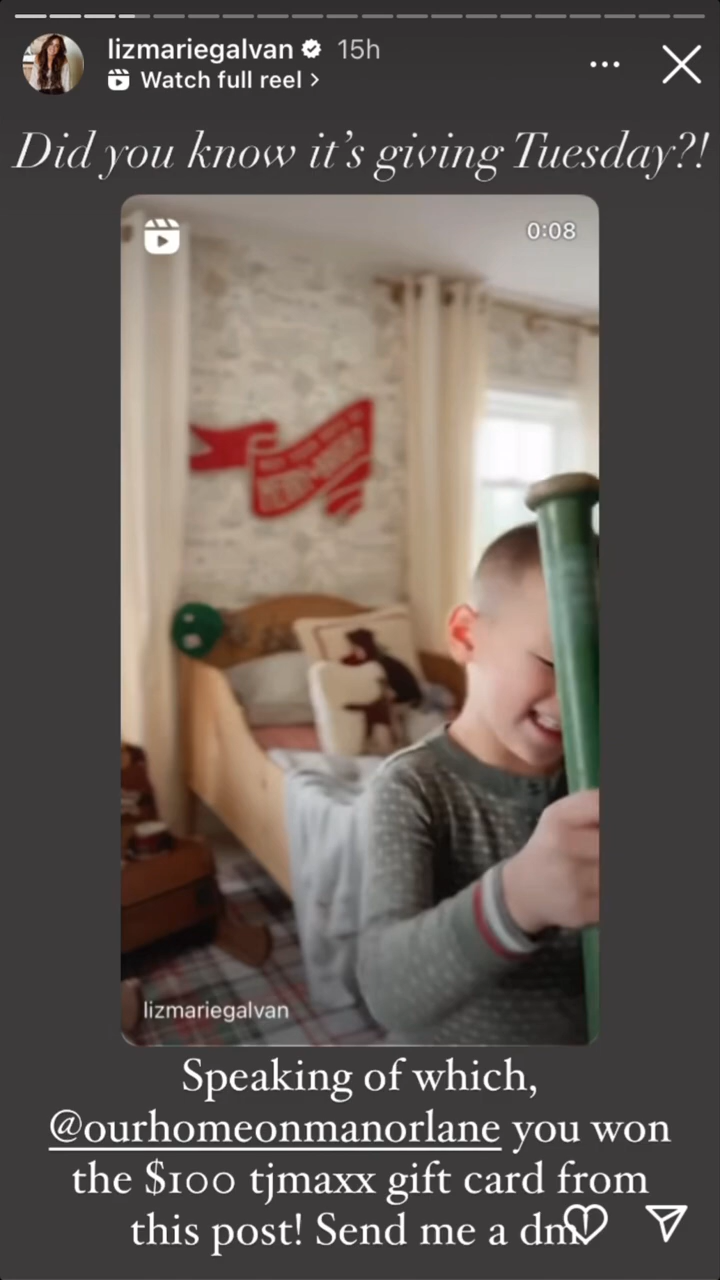 lizmariegalvan 15h
Watch full reel >
Did you know it's giving Tuesday?!
0:08
lizmariegalvan
Speaking of which,
@ourhomeonmanorlane you won
the $100 tjmaxx gift card from
this post! Send me a dm!